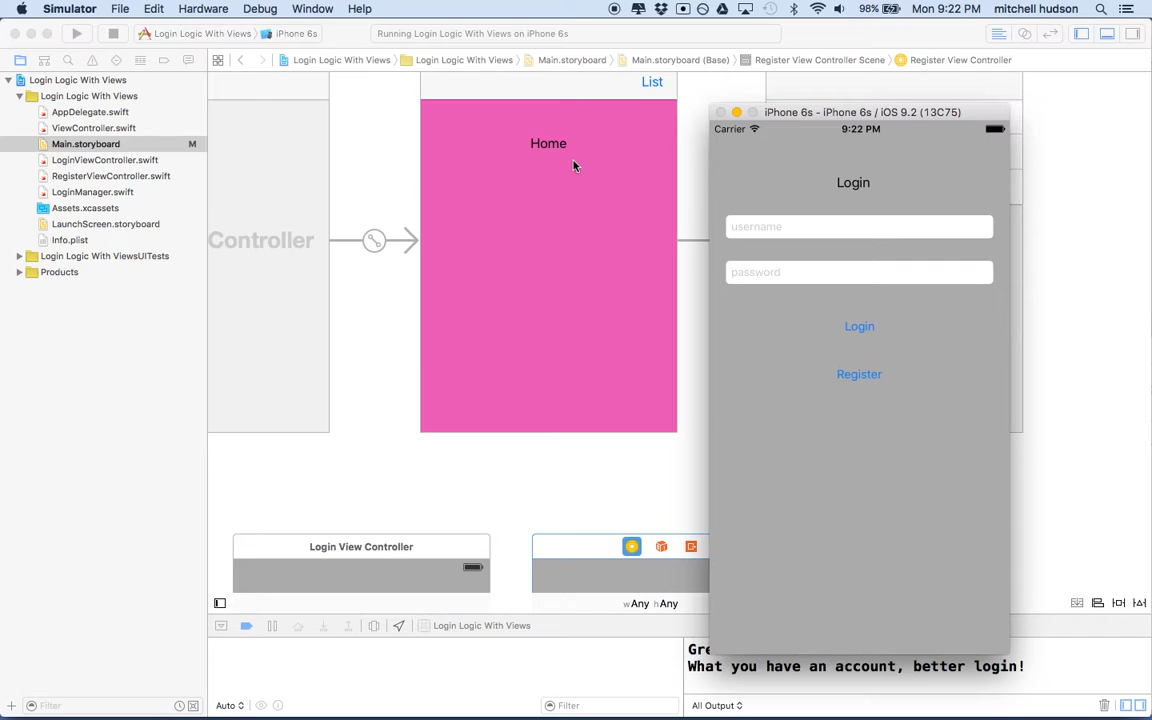 Simulator File Edit Hardware Debug Window Help 98% Mon 9:22 PM mitchell hudson
Login Logic With Views iPhone 6s Running Login Logic With Views on iPhone 6s
Login Logic With Views Login Logic With Views Main.storyboard Main.storyboard (Base) Register View Controller Scene Register View Controller
Login Logic With Views
Login Logic With Views
AppDelegate.swift
ViewController.swift
Main.storyboard M
LoginViewController.swift
RegisterViewController.swift
LoginManager.swift
Assets.xcassets
LaunchScreen.storyboard
Info.plist
Login Logic With ViewsUITests
Products
Controller
List
Home
iPhone 6s - iPhone 6s / iOS 9.2 (13C75)
Carrier 9:22 PM
Login
username
password
Login
Register
Login View Controller
wAny hAny
Login Logic With Views
Gre
What you have an account, better login!
Filter
Auto
Filter
All Output